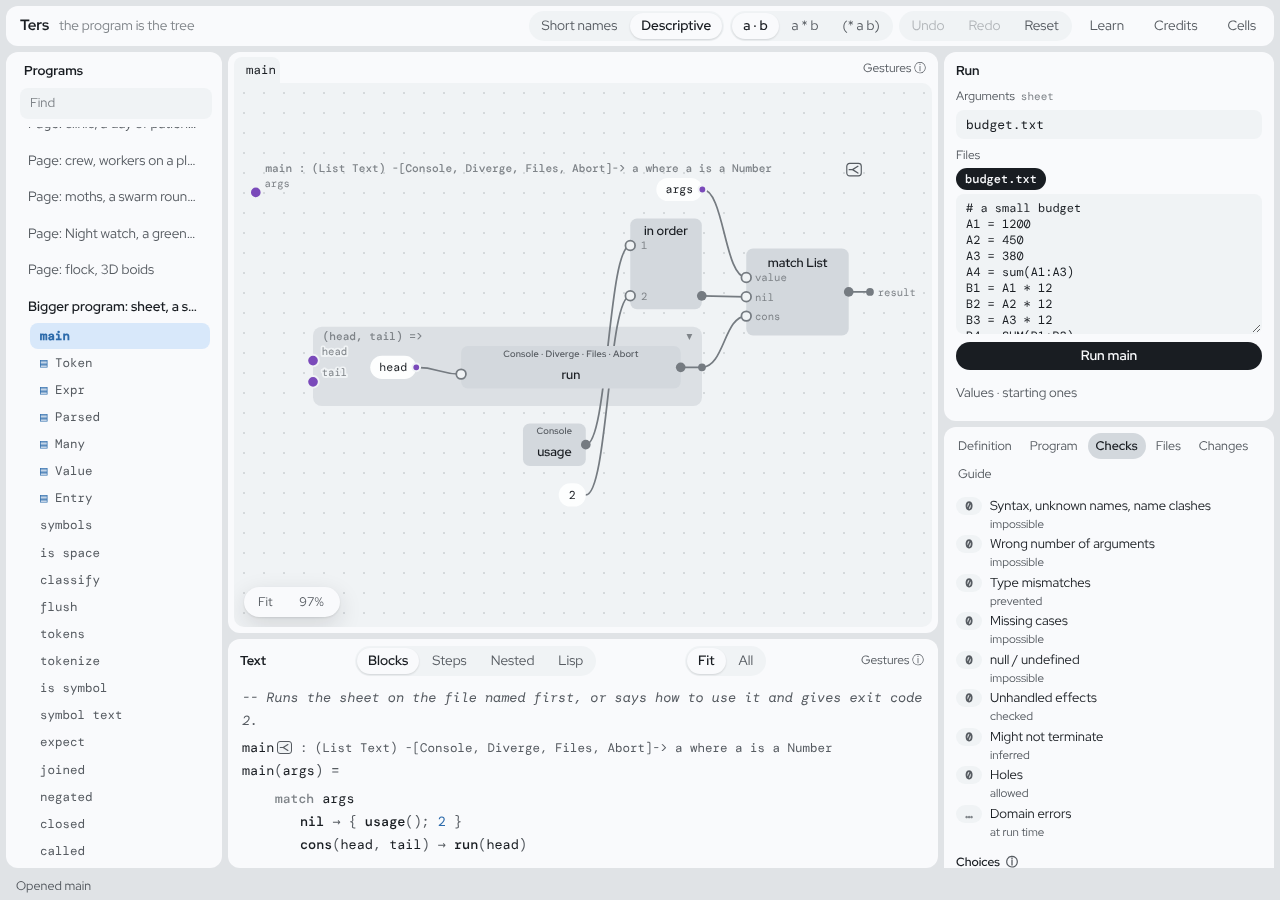 Ters the program is the tree
Short names Descriptive a · b a * b (* a b) Undo Redo Reset Learn Credits Cells
Programs
Find
Page: crew, workers on a pl...
Page: moths, a swarm roun...
Page: Night watch, a green...
Page: flock, 3D boids
Bigger program: sheet, a s...
main
Token
Expr
Parsed
Many
Value
Entry
symbols
is space
classify
flush
tokens
tokenize
is symbol
symbol text
expect
joined
negated
closed
called
main
Gestures ⓘ
main : (List Text) -[Console, Diverge, Files, Abort]-> a where a is a Number
args
args
in order
1
2
match List
value
nil
cons
result
(head, tail) =>
head
tail
head
Console · Diverge · Files · Abort
run
Console
usage
2
Fit 97%
Text
Blocks Steps Nested Lisp
Fit All
Gestures ⓘ
-- Runs the sheet on the file named first, or says how to use it and gives exit code
2.
main : (List Text) -[Console, Diverge, Files, Abort]-> a where a is a Number
main(args) =
match args
nil → { usage(); 2 }
cons(head, tail) → run(head)
Run
Arguments sheet
budget.txt
Files
budget.txt
# a small budget
A1 = 1200
A2 = 450
A3 = 380
A4 = sum(A1:A3)
B1 = A1 * 12
B2 = A2 * 12
B3 = A3 * 12
Run main
Values · starting ones
Definition Program Checks Files Changes
Guide
0 Syntax, unknown names, name clashes
impossible
0 Wrong number of arguments
impossible
0 Type mismatches
prevented
0 Missing cases
impossible
0 null / undefined
impossible
0 Unhandled effects
checked
0 Might not terminate
inferred
0 Holes
allowed
… Domain errors
at run time
Choices ⓘ
Opened main